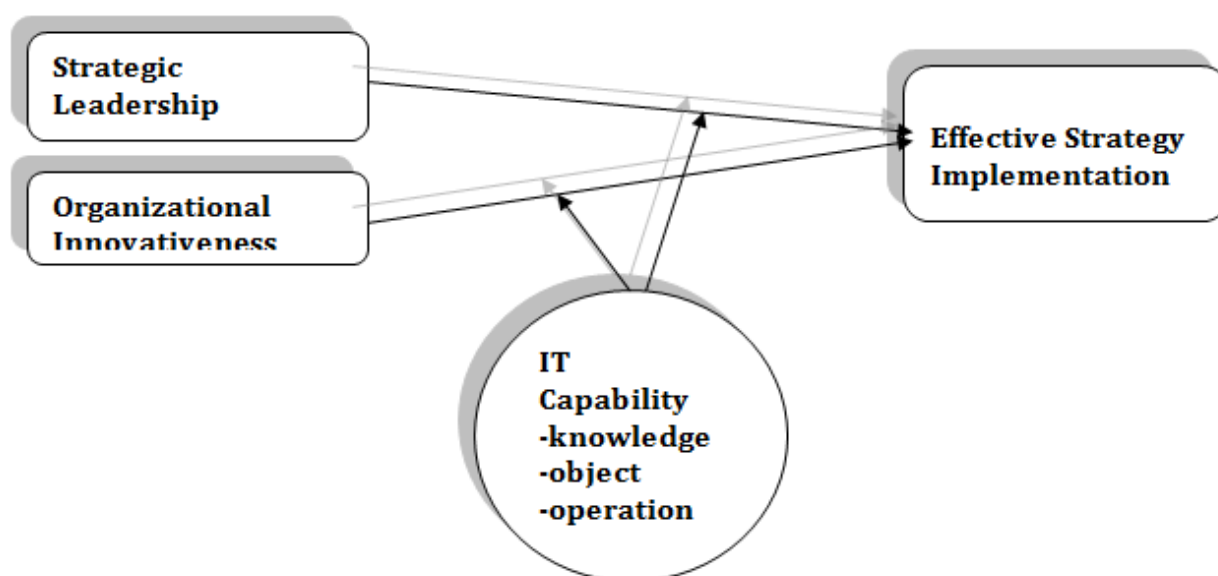 Strategic
Leadership
Organizational
Innovativeness
Effective Strategy
Implementation
IT
Capability
-knowledge
-object
-operation